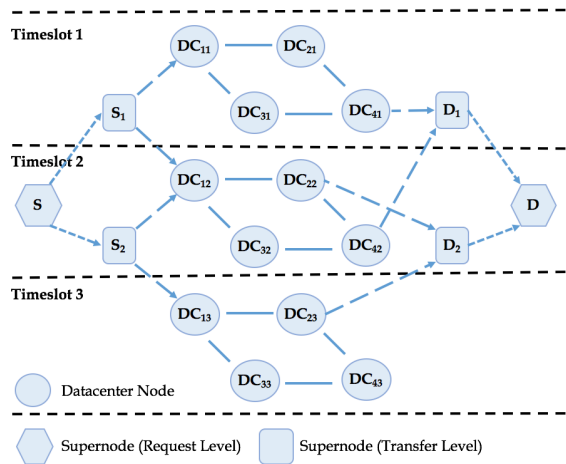 Timeslot 1
DC11
DC21
S1
DC31
DC41
D1
Timeslot 2
S
DC12
DC22
D
S2
DC32
DC42
D2
Timeslot 3
DC13
DC23
DC33
DC43
Datacenter Node
Supernode (Request Level)
Supernode (Transfer Level)